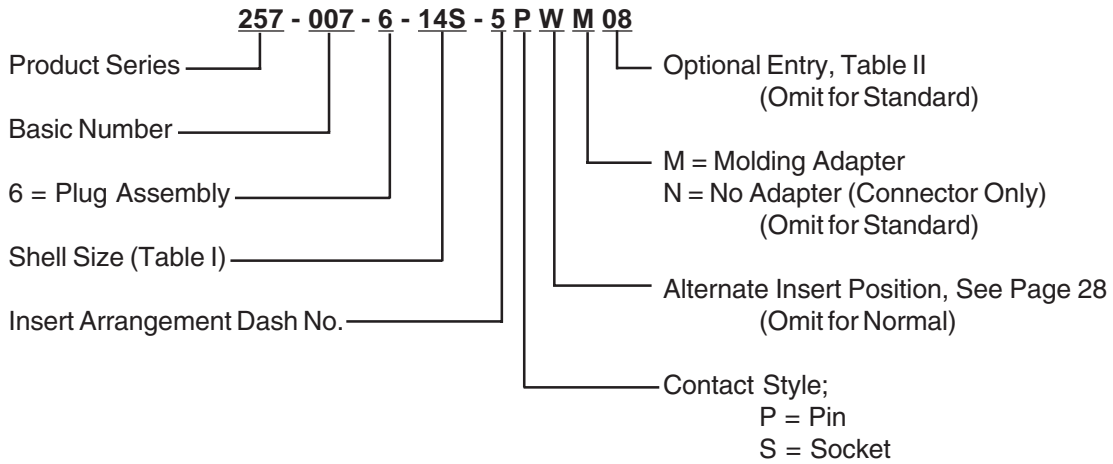 257 - 007 - 6 - 14S - 5 P W M 08
Product Series
Basic Number
6 = Plug Assembly
Shell Size (Table I)
Insert Arrangement Dash No.
Optional Entry, Table II
(Omit for Standard)
M = Molding Adapter
N = No Adapter (Connector Only)
(Omit for Standard)
Alternate Insert Position, See Page 28
(Omit for Normal)
Contact Style;
P = Pin
S = Socket